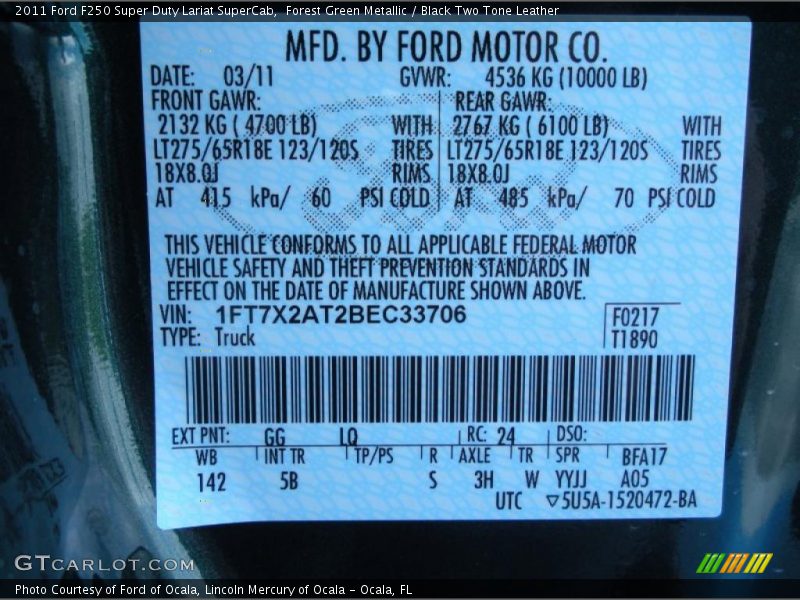 2011 Ford F250 Super Duty Lariat SuperCab,  Forest Green Metallic / Black Two Tone Leather
MFD. BY FORD MOTOR CO.
DATE: 03/11 GVWR: 4536 KG (10000 LB)
FRONT GAWR: REAR GAWR:
2132 KG ( 4700 LB) WITH 2767 KG ( 6100 LB) WITH
LT275/65R18E 123/120S TIRES LT275/65R18E 123/120S TIRES
18X8.0J RIMS 18X8.0J RIMS
AT 415 kPa/ 60 PSI COLD AT 485 kPa/ 70 PSI COLD
THIS VEHICLE CONFORMS TO ALL APPLICABLE FEDERAL MOTOR
VEHICLE SAFETY AND THEFT PREVENTION STANDARDS IN
EFFECT ON THE DATE OF MANUFACTURE SHOWN ABOVE.
VIN: 1FT7X2AT2BEC33706 F0217
TYPE: Truck T1890
EXT PNT: GG LQ RC: 24 DSO:
WB INT TR TP/PS R AXLE TR SPR BFA17
142 5B S 3H W YYJJ A05
UTC ▽5U5A-1520472-BA
GTCARLOT.COM
Photo Courtesy of Ford of Ocala, Lincoln Mercury of Ocala - Ocala, FL